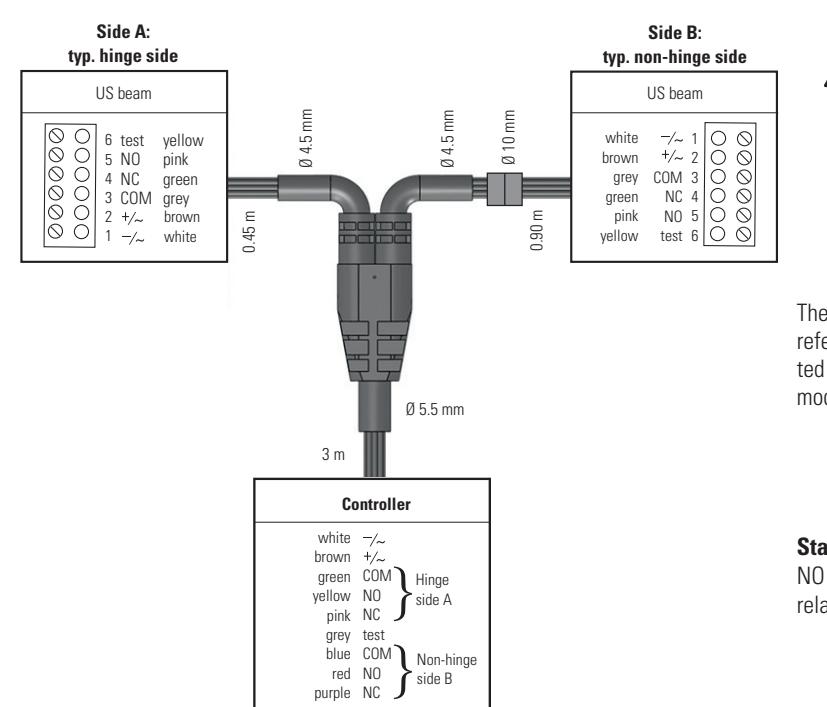 Side A:
typ. hinge side
US beam
6 test yellow
5 NO pink
4 NC green
3 COM grey
2 +/~ brown
1 −/~ white
Ø 4.5 mm
0.45 m
Ø 4.5 mm
Ø 10 mm
0.90 m
Side B:
typ. non-hinge side
US beam
white −/~ 1
brown +/~ 2
grey COM 3
green NC 4
pink NO 5
yellow test 6
Ø 5.5 mm
3 m
Controller
white −/~
brown +/~
green COM
yellow NO
pink NC
Hinge
side A
grey test
blue COM
red NO
purple NC
Non-hinge
side B
The
refe
ted
mod
Sta
NO
rela